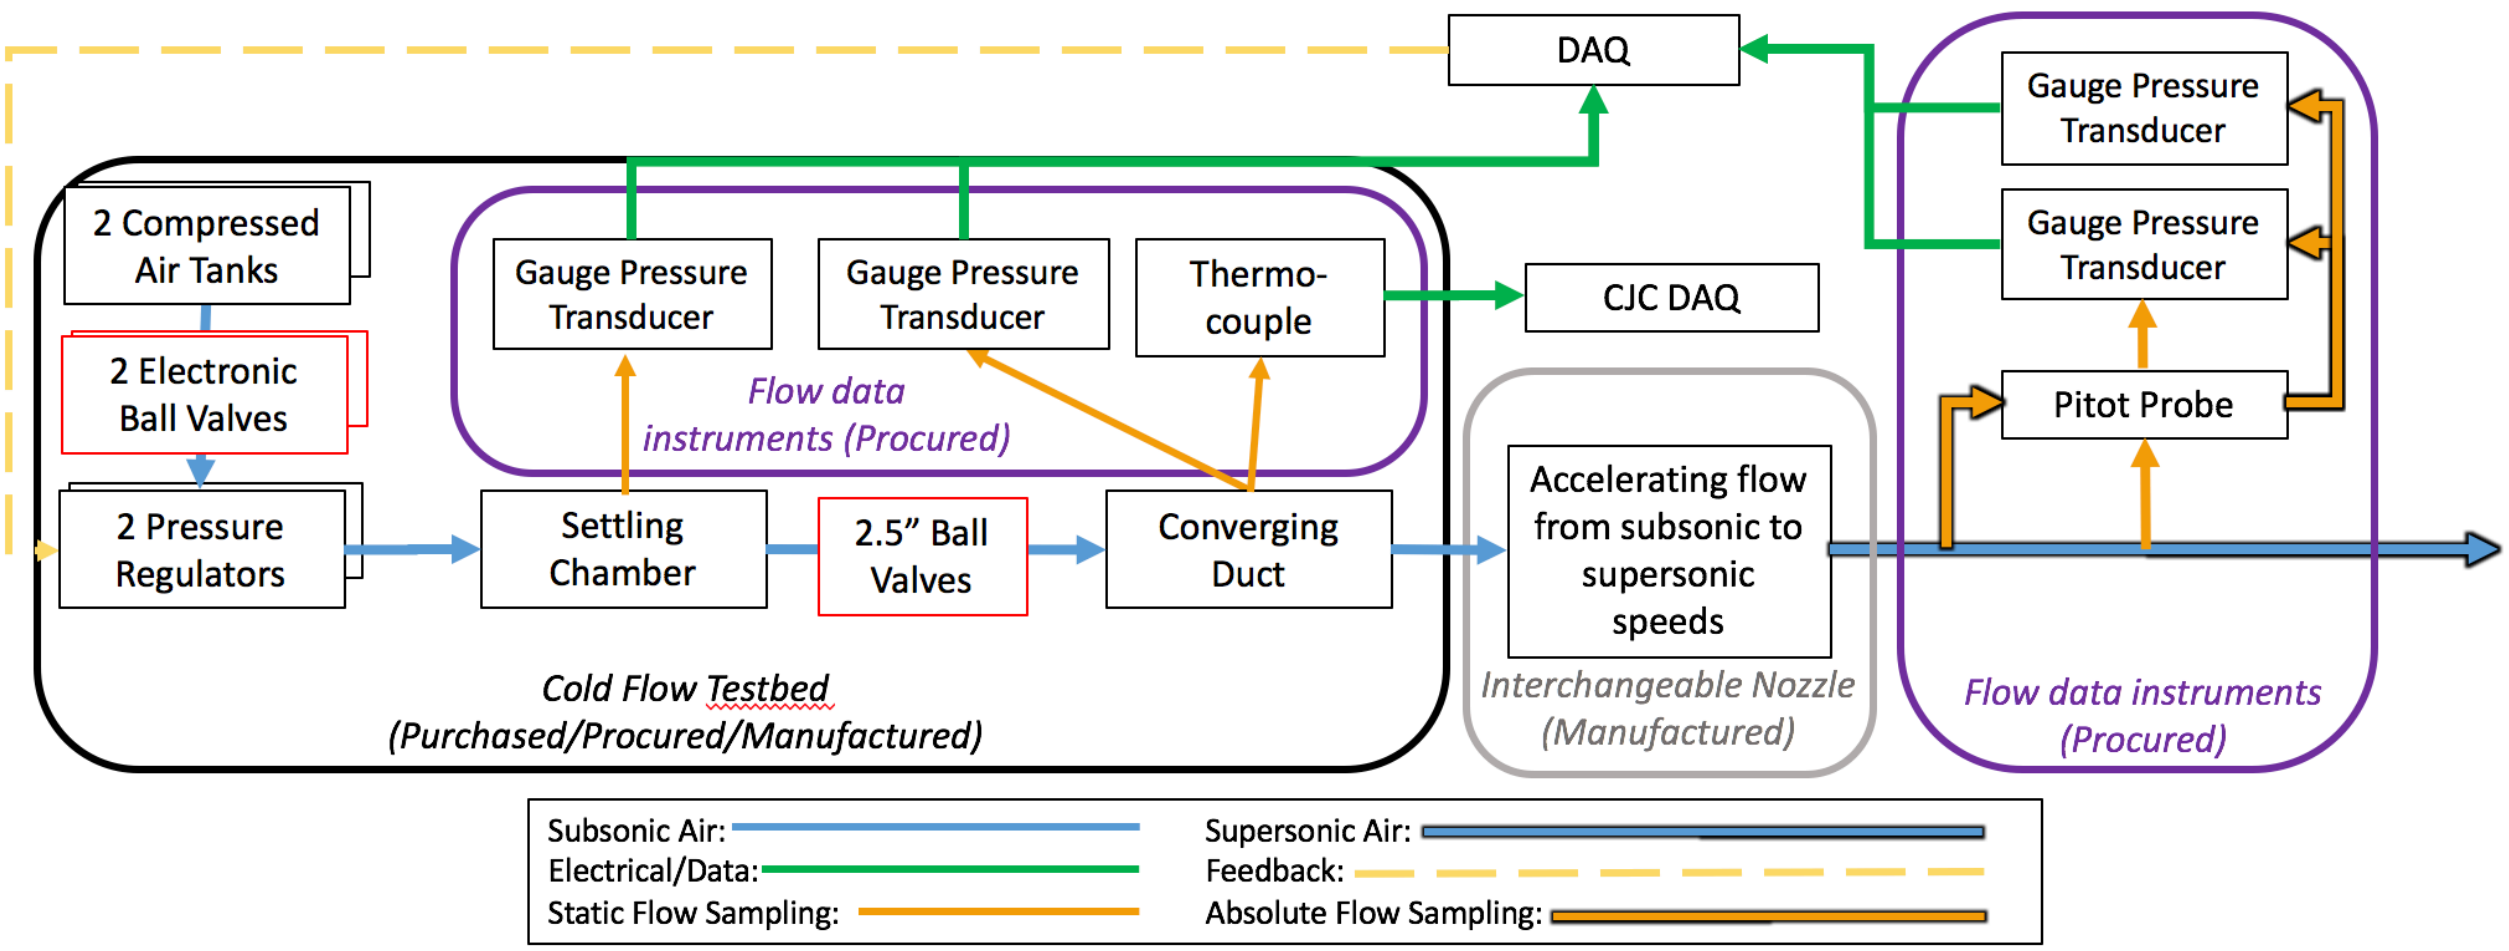 DAQ
Gauge Pressure
Transducer
2 Compressed
Air Tanks
Gauge Pressure
Transducer
Gauge Pressure
Transducer
Gauge Pressure
Transducer
Thermo-
couple
CJC DAQ
2 Electronic
Ball Valves
Flow data
instruments (Procured)
Pitot Probe
2 Pressure
Regulators
Settling
Chamber
2.5” Ball
Valves
Converging
Duct
Accelerating flow
from subsonic to
supersonic
speeds
Cold Flow Testbed
(Purchased/Procured/Manufactured)
Interchangeable Nozzle
(Manufactured)
Flow data instruments
(Procured)
Subsonic Air:
Supersonic Air:
Electrical/Data:
Feedback:
Static Flow Sampling:
Absolute Flow Sampling: